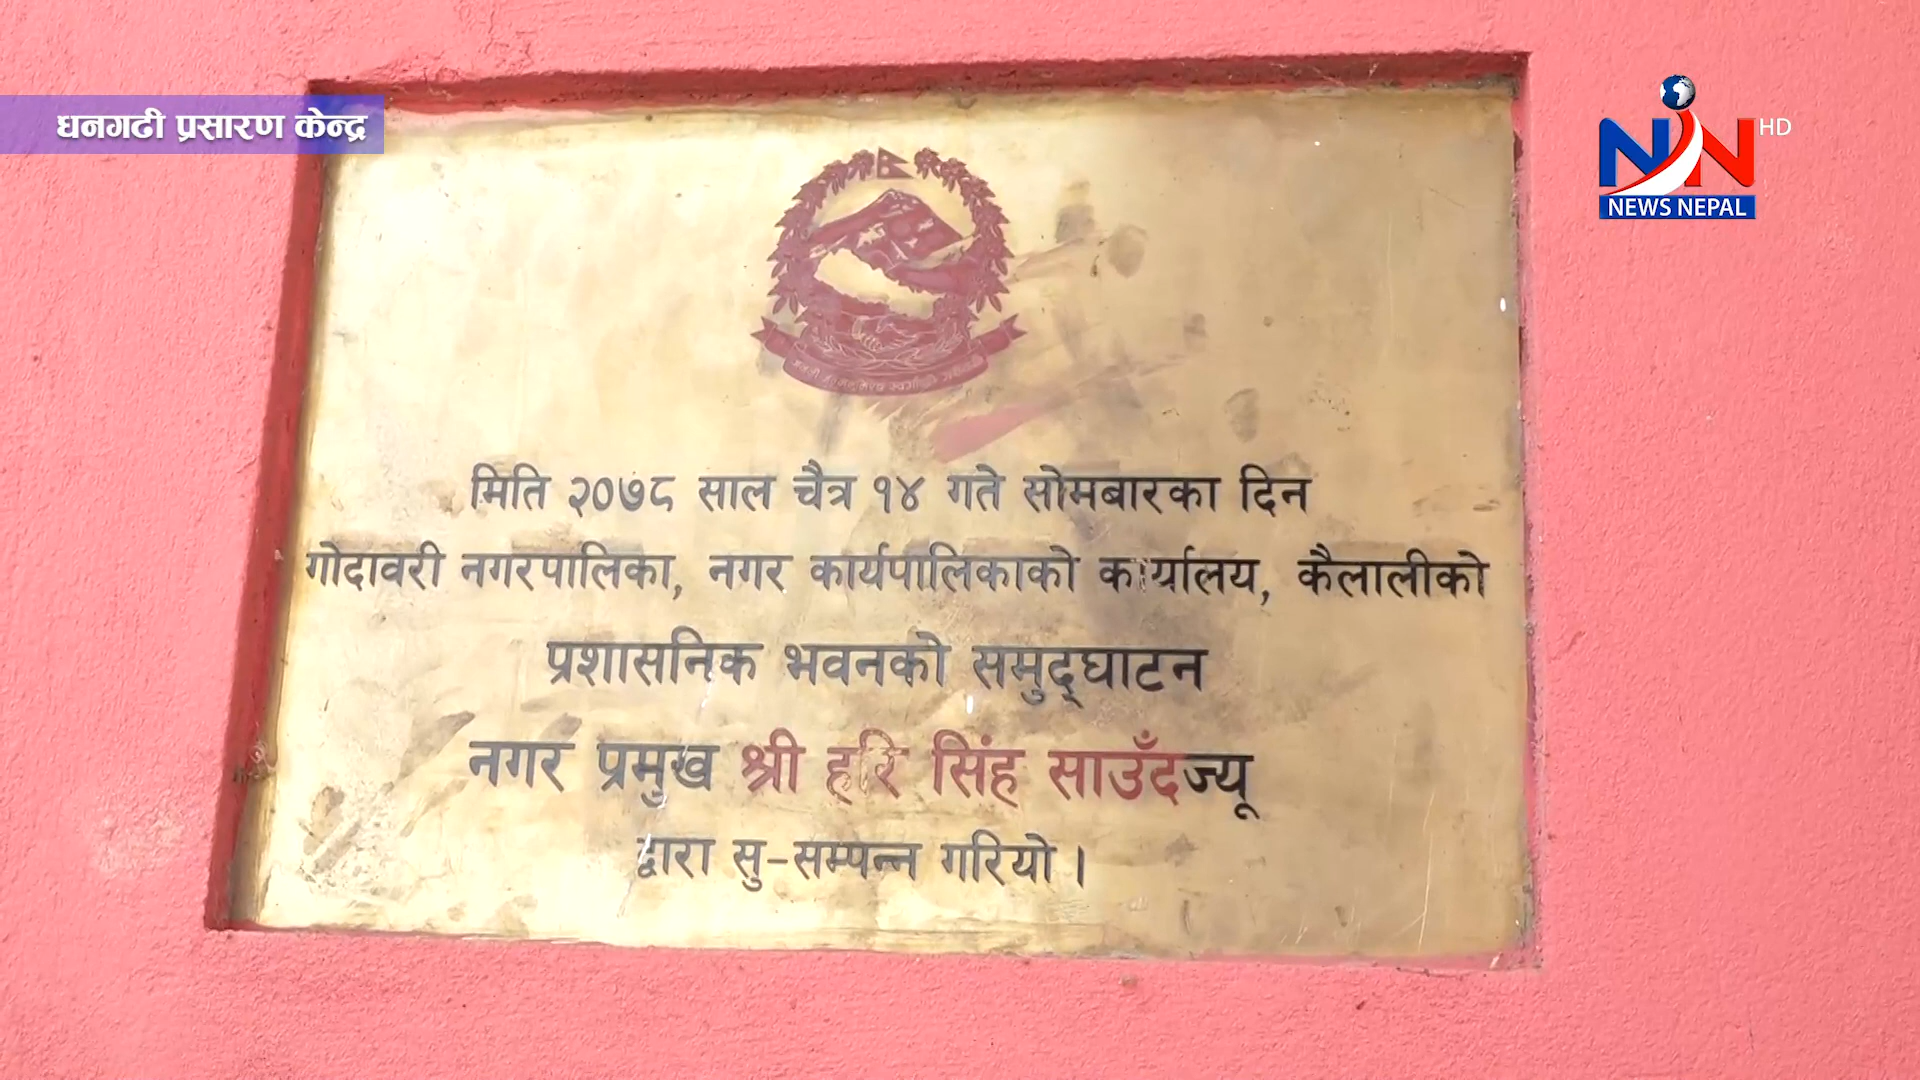 धनगढी प्रसारण केन्द्र
HD
NEWS NEPAL
मिति २०७८ साल चैत्र १४ गते सोमबारका दिन
गोदावरी नगरपालिका, नगर कार्यपालिकाको कार्यालय, कैलालीको
प्रशासनिक भवनको समुद्घाटन
नगर प्रमुख श्री हरि सिंह साउँदज्यू
द्वारा सु-सम्पन्न गरियो ।